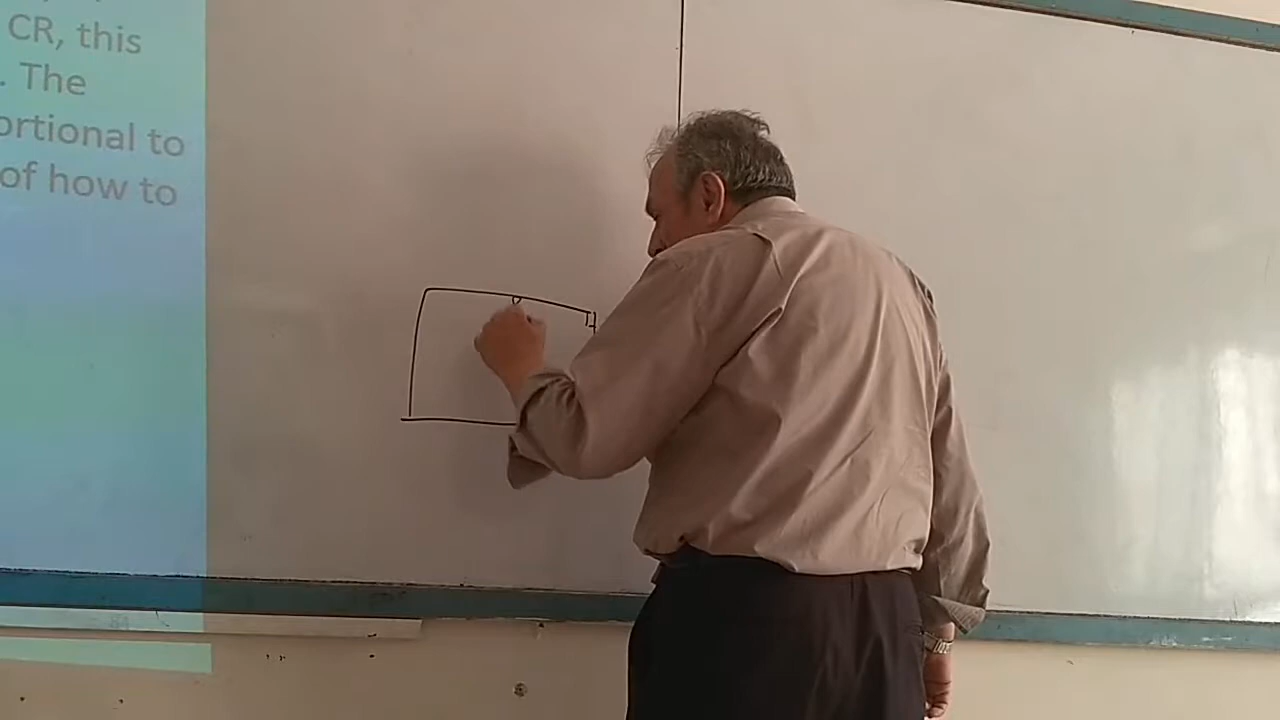 CR, this
. The
ortional to
of how to